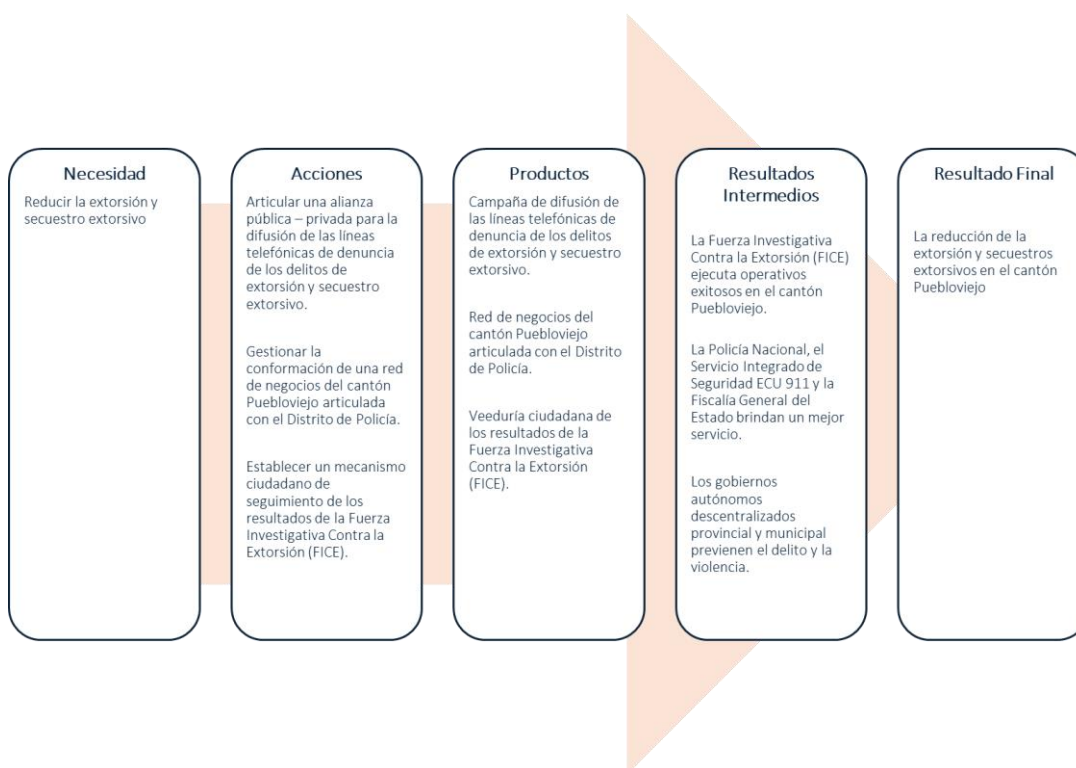 Necesidad
Reducir la extorsión y
secuestro extorsivo
Acciones
Articular una alianza
pública – privada para la
difusión de las líneas
telefónicas de denuncia
de los delitos de
extorsión y secuestro
extorsivo.
Gestionar la
conformación de una red
de negocios del cantón
Puebloviejo articulada
con el Distrito de Policía.
Establecer un mecanismo
ciudadano de
seguimiento de los
resultados de la Fuerza
Investigativa Contra la
Extorsión (FICE).
Productos
Campaña de difusión de
las líneas telefónicas de
denuncia de los delitos
de extorsión y secuestro
extorsivo.
Red de negocios del
cantón Puebloviejo
articulada con el Distrito
de Policía.
Veeduría ciudadana de
los resultados de la
Fuerza Investigativa
Contra la Extorsión
(FICE).
Resultados
Intermedios
La Fuerza Investigativa
Contra la Extorsión (FICE)
ejecuta operativos
exitosos en el cantón
Puebloviejo.
La Policía Nacional, el
Servicio Integrado de
Seguridad ECU 911 y la
Fiscalía General del
Estado brindan un mejor
servicio.
Los gobiernos
autónomos
descentralizados
provincial y municipal
previenen el delito y la
violencia.
Resultado Final
La reducción de la
extorsión y secuestros
extorsivos en el cantón
Puebloviejo